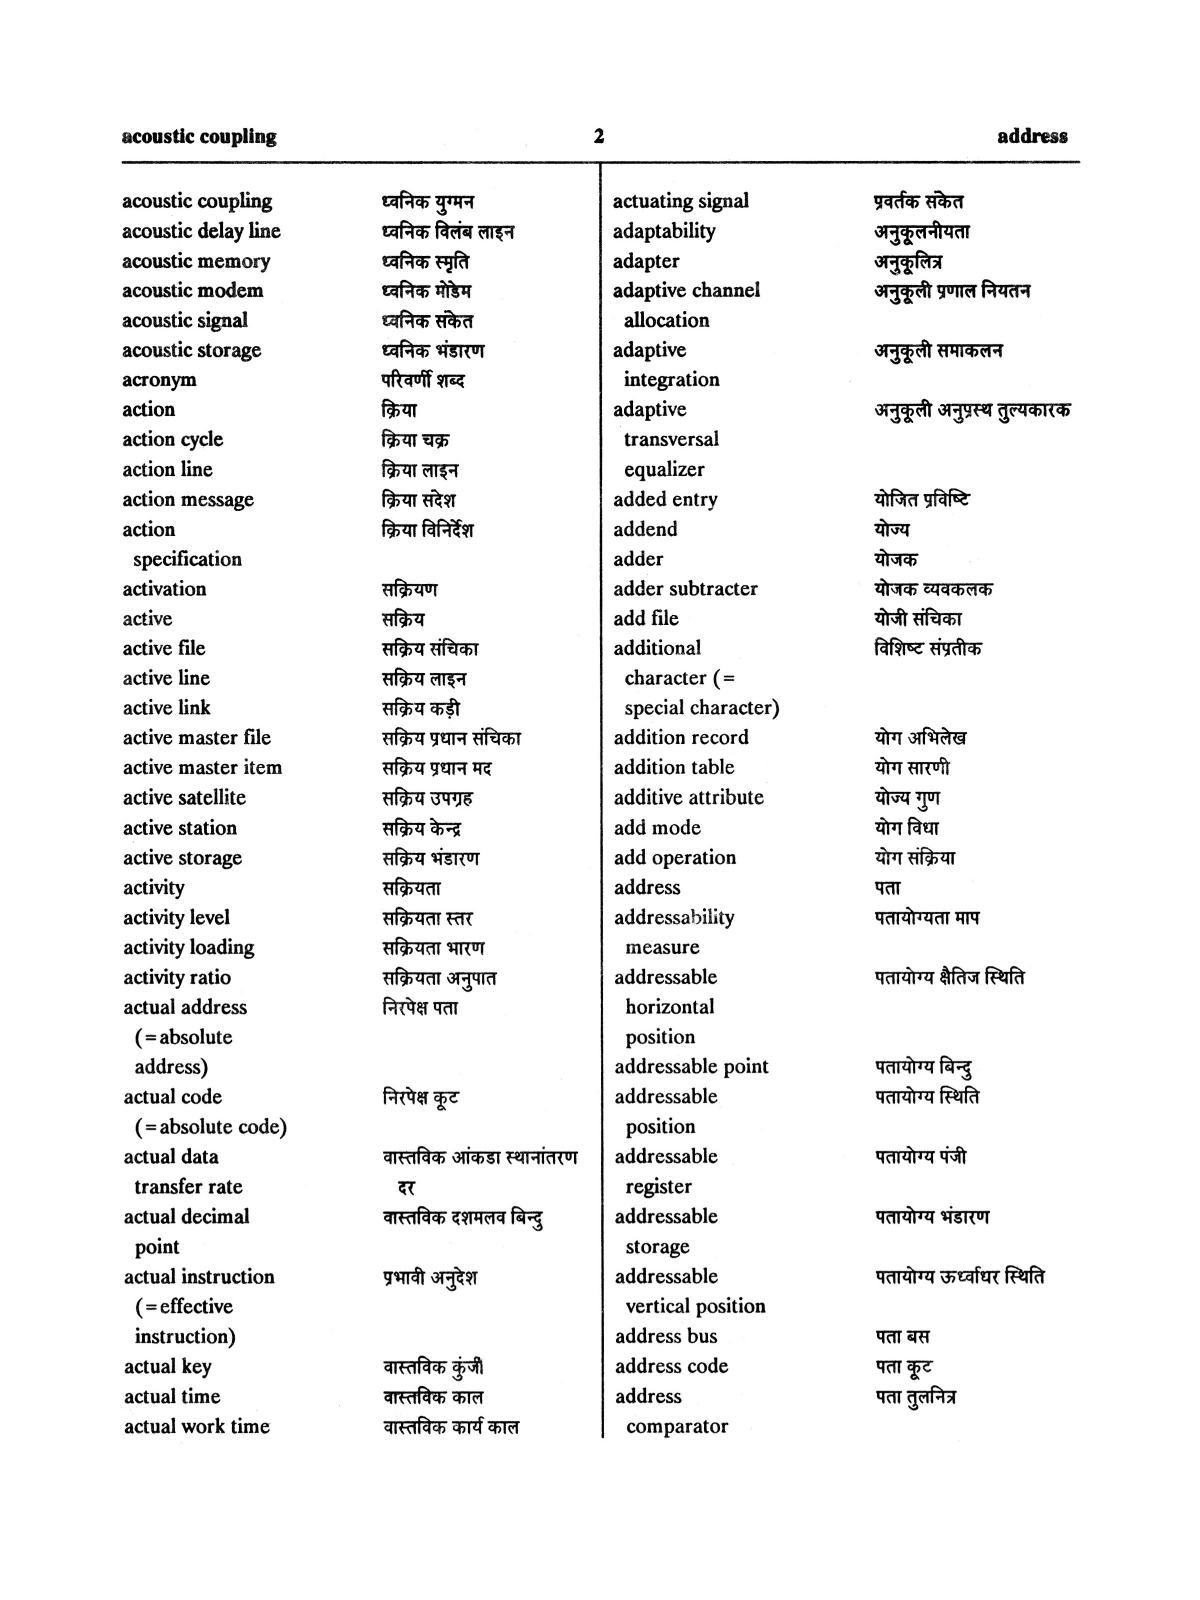 acoustic coupling 2 address
acoustic coupling ध्वनिक युग्मन
acoustic delay line ध्वनिक विलंब लाइन
acoustic memory ध्वनिक स्मृति
acoustic modem ध्वनिक मोडेम
acoustic signal ध्वनिक संकेत
acoustic storage ध्वनिक भंडारण
acronym परिवर्णी शब्द
action क्रिया
action cycle क्रिया चक्र
action line क्रिया लाइन
action message क्रिया संदेश
action क्रिया विनिर्देश
specification
activation सक्रियण
active सक्रिय
active file सक्रिय संचिका
active line सक्रिय लाइन
active link सक्रिय कड़ी
active master file सक्रिय प्रधान संचिका
active master item सक्रिय प्रधान मद
active satellite सक्रिय उपग्रह
active station सक्रिय केन्द्र
active storage सक्रिय भंडारण
activity सक्रियता
activity level सक्रियता स्तर
activity loading सक्रियता भारण
activity ratio सक्रियता अनुपात
actual address निरपेक्ष पता
(=absolute
address)
actual code निरपेक्ष कूट
(=absolute code)
actual data वास्तविक आंकडा स्थानांतरण
transfer rate दर
actual decimal वास्तविक दशमलव बिन्दु
point
actual instruction प्रभावी अनुदेश
(=effective
instruction)
actual key वास्तविक कुंजी
actual time वास्तविक काल
actual work time वास्तविक कार्य काल
actuating signal प्रवर्तक संकेत
adaptability अनुकूलनीयता
adapter अनुकूलित्र
adaptive channel अनुकूली प्रणाल नियतन
allocation
adaptive अनुकूली समाकलन
integration
adaptive अनुकूली अनुप्रस्थ तुल्यकारक
transversal
equalizer
added entry योजित प्रविष्टि
addend योज्य
adder योजक
adder subtracter योजक व्यवकलक
add file योजी संचिका
additional विशिष्ट संप्रतीक
character (=
special character)
addition record योग अभिलेख
addition table योग सारणी
additive attribute योज्य गुण
add mode योग विधा
add operation योग संक्रिया
address पता
addressability पतायोग्यता माप
measure
addressable पतायोग्य क्षैतिज स्थिति
horizontal
position
addressable point पतायोग्य बिन्दु
addressable पतायोग्य स्थिति
position
addressable पतायोग्य पंजी
register
addressable पतायोग्य भंडारण
storage
addressable पतायोग्य ऊर्ध्वाधर स्थिति
vertical position
address bus पता बस
address code पता कूट
address पता तुलनित्र
comparator